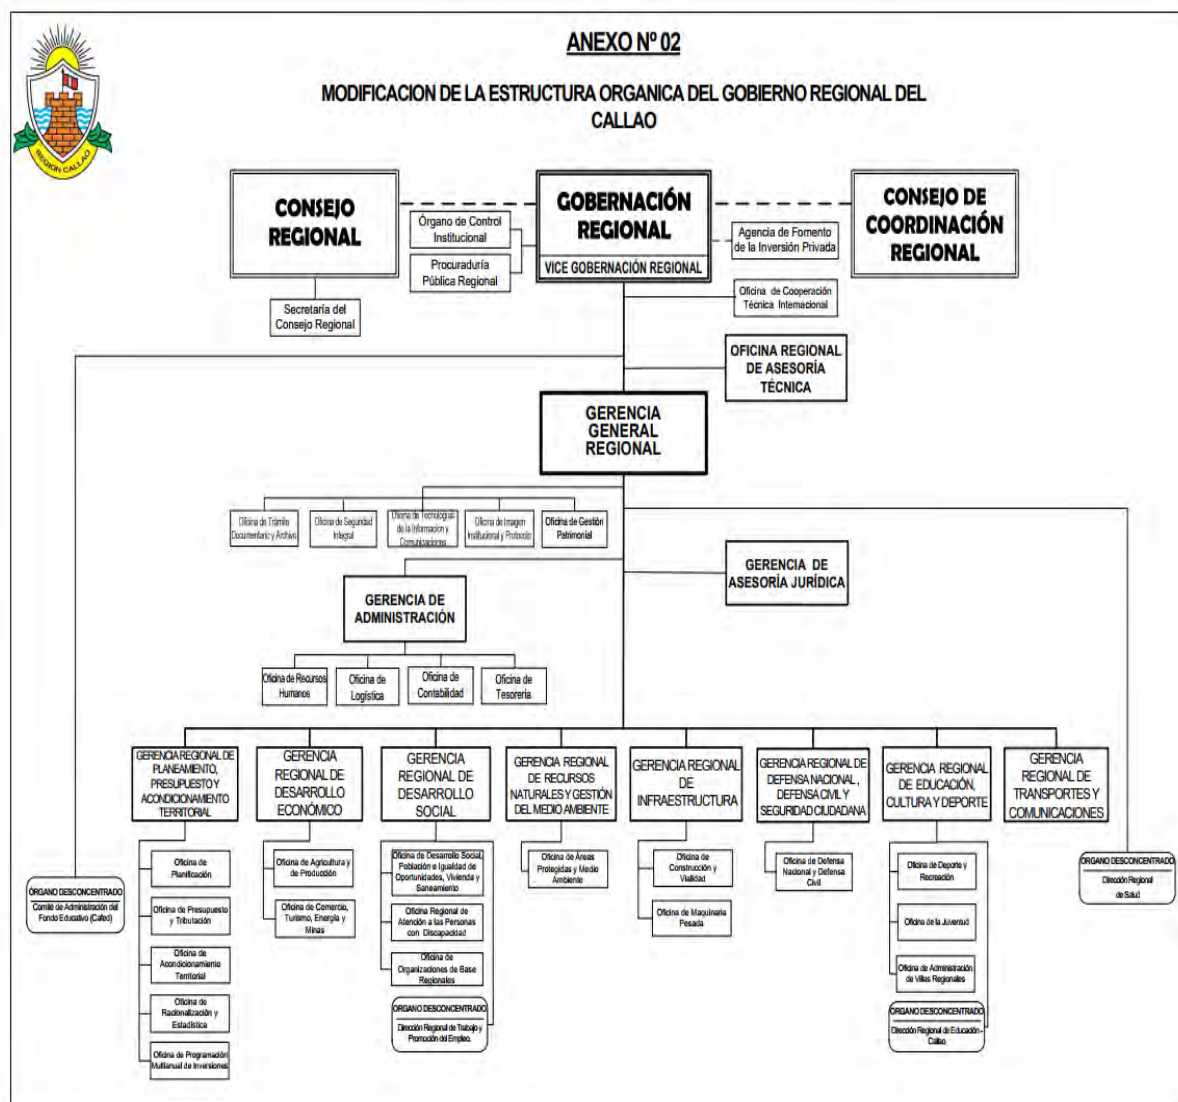 ANEXO Nº 02
MODIFICACION DE LA ESTRUCTURA ORGANICA DEL GOBIERNO REGIONAL DEL
CALLAO
REGION CALLAO
CONSEJO
REGIONAL
GOBERNACIÓN
REGIONAL
VICE GOBERNACIÓN REGIONAL
CONSEJO DE
COORDINACIÓN
REGIONAL
Órgano de Control
Institucional
Procuraduría
Pública Regional
Agencia de Fomento
de la Inversión Privada
Oficina de Cooperación
Técnica Internacional
Secretaría del
Consejo Regional
OFICINA REGIONAL
DE ASESORÍA
TÉCNICA
GERENCIA
GENERAL
REGIONAL
Oficina de Trámite
Documentario y Archivo
Oficina de Seguridad
Integral
Oficina de Tecnologías
de la Informacion y
Comunicaciones
Oficina de Imagen
Institucional y Protocolo
Oficina de Gestión
Patrimonial
GERENCIA DE
ASESORÍA JURÍDICA
GERENCIA DE
ADMINISTRACIÓN
Oficina de Recursos
Humanos
Oficina de
Logística
Oficina de
Contabilidad
Oficina de
Tesorería
GERENCIA REGIONAL DE
PLANEAMIENTO,
PRESUPUESTO Y
ACONDICIONAMIENTO
TERRITORIAL
GERENCIA
REGIONAL DE
DESARROLLO
ECONÓMICO
GERENCIA
REGIONAL DE
DESARROLLO
SOCIAL
GERENCIA REGIONAL
DE RECURSOS
NATURALES Y GESTIÓN
DEL MEDIO AMBIENTE
GERENCIA REGIONAL
DE
INFRAESTRUCTURA
GERENCIA REGIONAL DE
DEFENSA NACIONAL ,
DEFENSA CIVIL Y
SEGURIDAD CIUDADANA
GERENCIA REGIONAL
DE EDUCACIÓN,
CULTURA Y DEPORTE
GERENCIA
REGIONAL DE
TRANSPORTES Y
COMUNICACIONES
ÓRGANO DESCONCENTRADO
Comité de Administración del
Fondo Educativo (Cafed)
Oficina de
Planificación
Oficina de Presupuesto
y Tributación
Oficina de
Acondicionamiento
Territorial
Oficina de
Racionalización y
Estadística
Oficina de Programación
Multianual de Inversiones
Oficina de Agricultura y
de Producción
Oficina de Comercio,
Turismo, Energía y
Minas
Oficina de Desarrollo Social,
Población e Igualdad de
Oportunidades, Vivienda y
Saneamiento
Oficina Regional de
Atención a las Personas
con Discapacidad
Oficina de
Organizaciones de Base
Regionales
ÓRGANO DESCONCENTRADO
Dirección Regional de Trabajo y
Promoción del Empleo.
Oficina de Áreas
Protegidas y Medio
Ambiente
Oficina de
Construcción y
Vialidad
Oficina de Maquinaria
Pesada
Oficina de Defensa
Nacional y Defensa
Civil
Oficina de Deporte y
Recreación
Oficina de la Juventud
Oficina de Administración
de Villas Regionales
ÓRGANO DESCONCENTRADO
Dirección Regional de Educación -
Callao.
ÓRGANO DESCONCENTRADO
Dirección Regional
de Salud